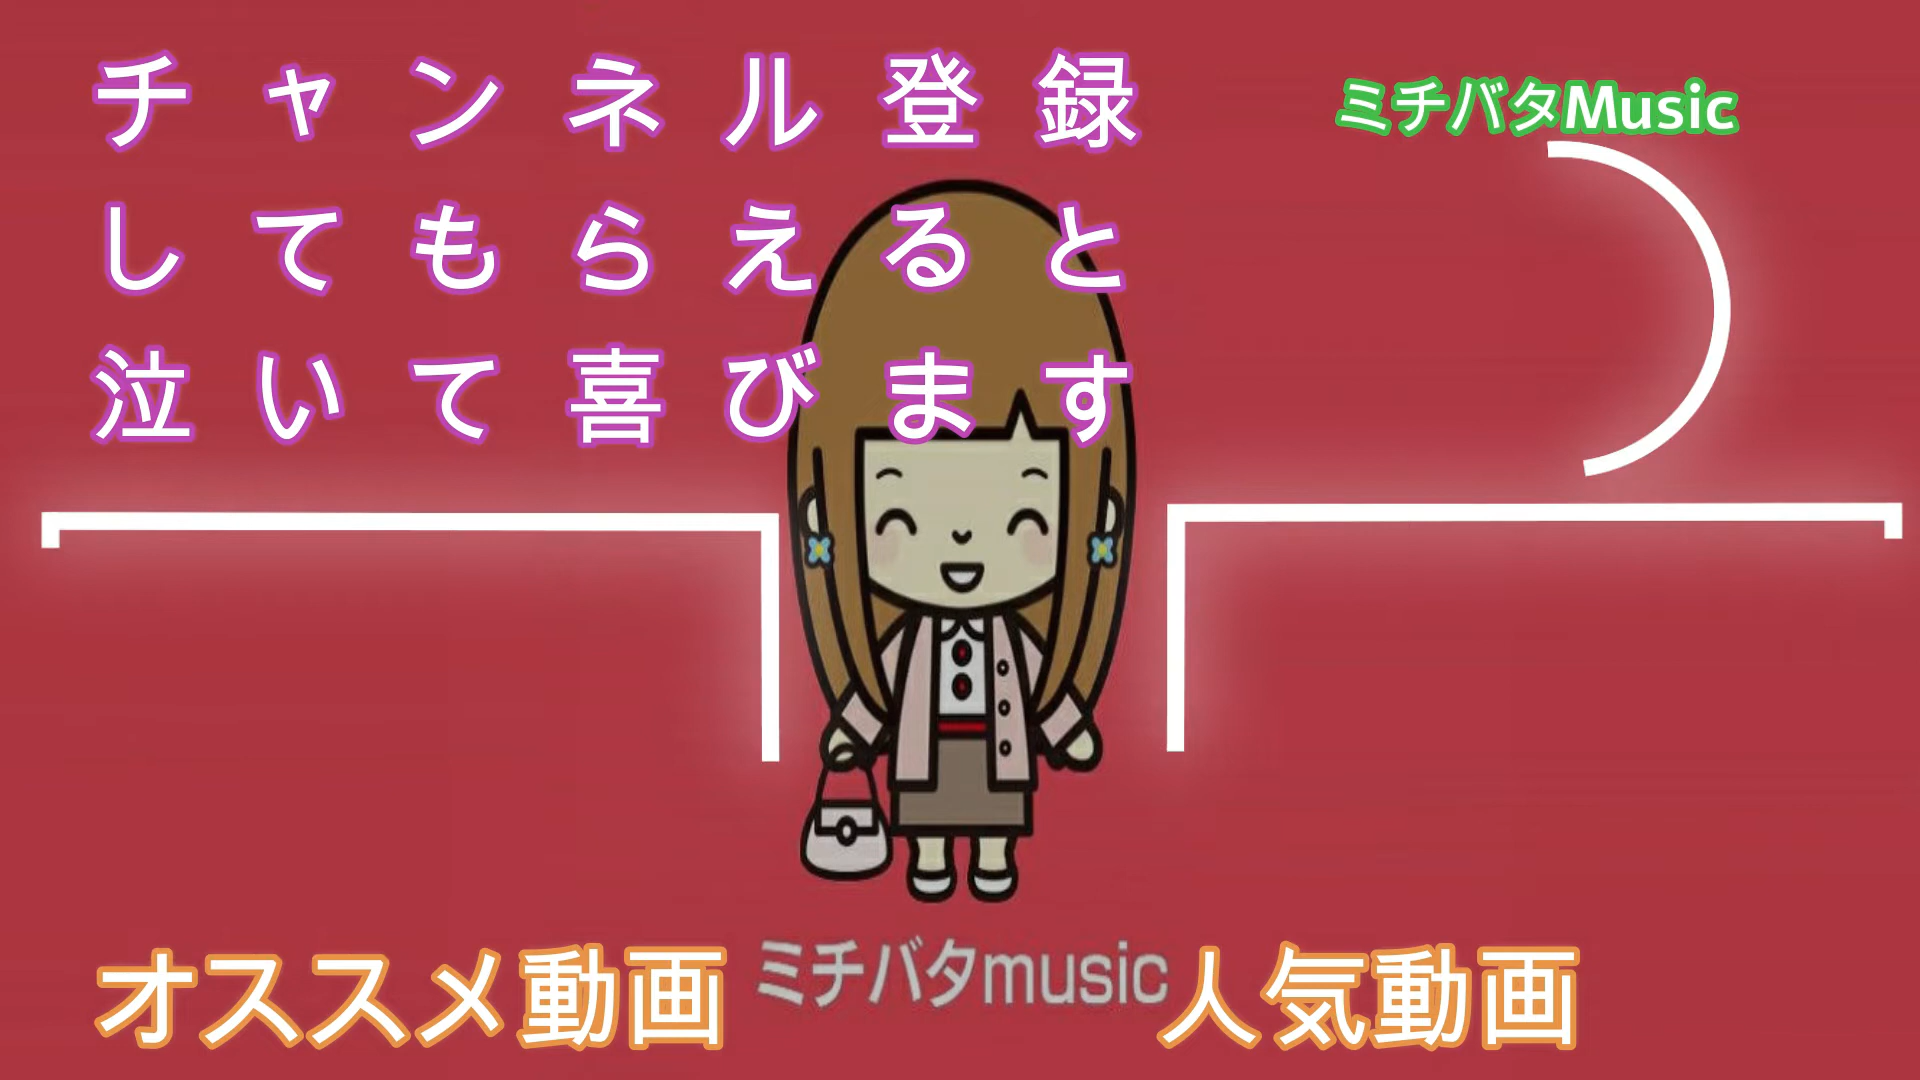 チャンネル登録
してもらえると
泣いて喜びます
ミチバタMusic
オススメ動画
ミチバタmusic
人気動画